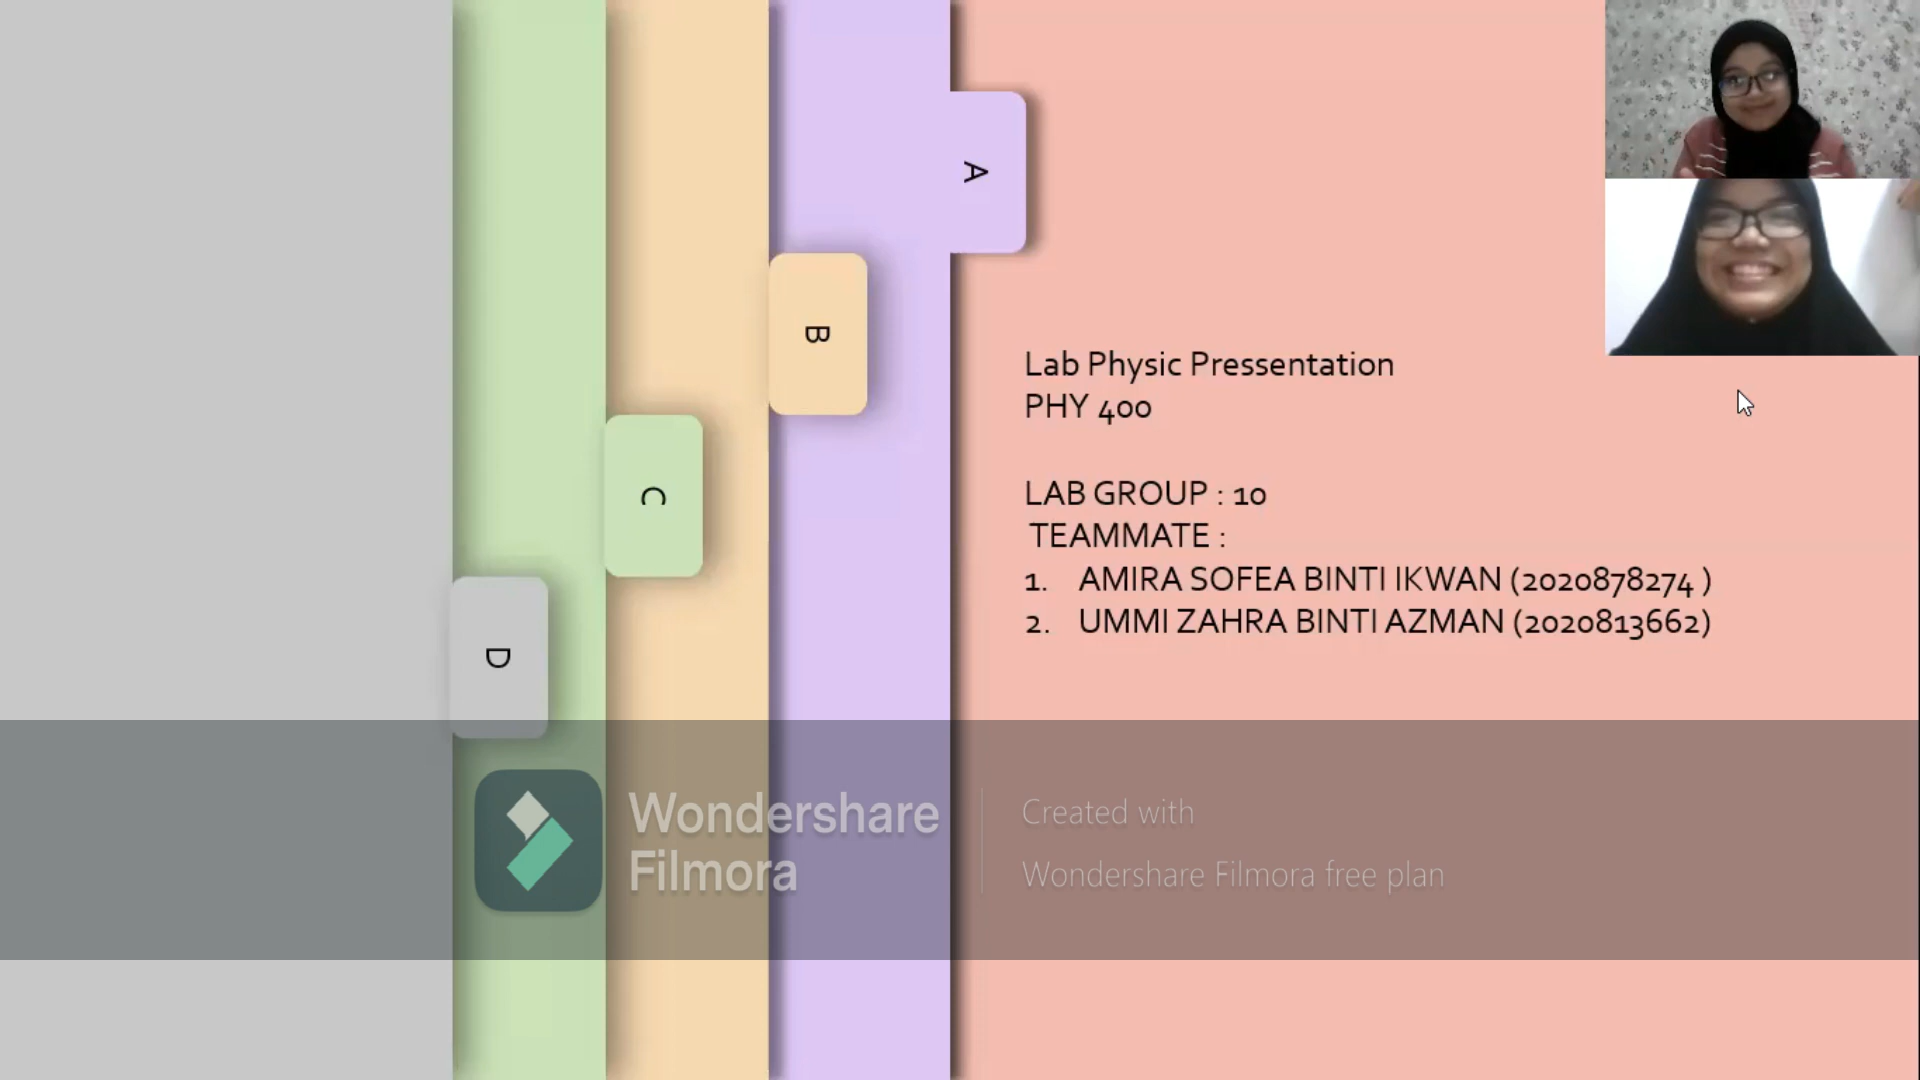 A
B
C
D
Lab Physic Pressentation
PHY 400
LAB GROUP : 10
TEAMMATE :
1. AMIRA SOFEA BINTI IKWAN (2020878274 )
2. UMMI ZAHRA BINTI AZMAN (2020813662)
Wondershare
Filmora
Created with
Wondershare Filmora free plan